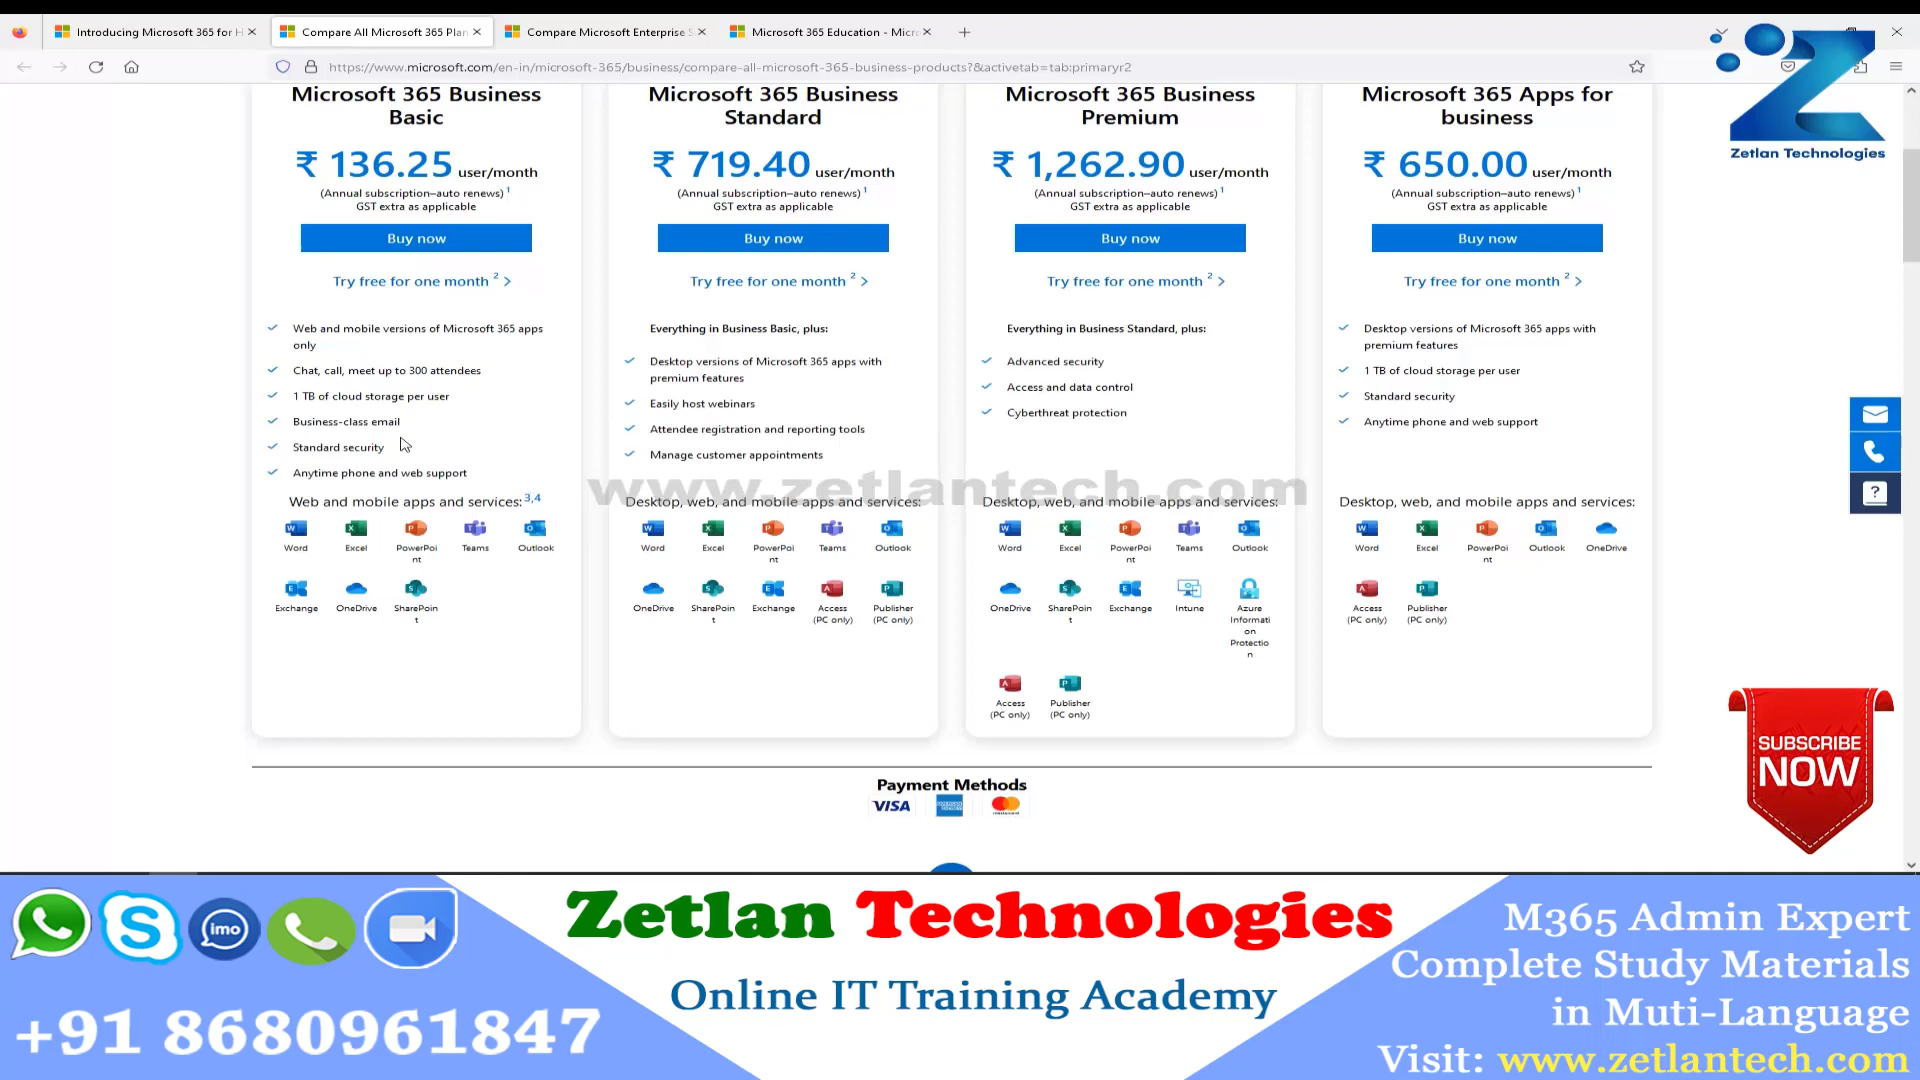 Introducing Microsoft 365 for H
Compare All Microsoft 365 Plan
Compare Microsoft Enterprise S
Microsoft 365 Education - Micro
https://www.microsoft.com/en-in/microsoft-365/business/compare-all-microsoft-365-business-products?&activetab=tab:primaryr2
Zetlan Technologies
Microsoft 365 Business
Basic
₹ 136.25 user/month
(Annual subscription–auto renews) 1
GST extra as applicable
Buy now
Try free for one month 2 >
Web and mobile versions of Microsoft 365 apps
only
Chat, call, meet up to 300 attendees
1 TB of cloud storage per user
Business-class email
Standard security
Anytime phone and web support
Web and mobile apps and services: 3,4
Word Excel PowerPoi
nt Teams Outlook
Exchange OneDrive SharePoin
t
Microsoft 365 Business
Standard
₹ 719.40 user/month
(Annual subscription–auto renews) 1
GST extra as applicable
Buy now
Try free for one month 2 >
Everything in Business Basic, plus:
Desktop versions of Microsoft 365 apps with
premium features
Easily host webinars
Attendee registration and reporting tools
Manage customer appointments
Desktop, web, and mobile apps and services:
Word Excel PowerPoi
nt Teams Outlook
OneDrive SharePoin
t Exchange Access
(PC only) Publisher
(PC only)
Microsoft 365 Business
Premium
₹ 1,262.90 user/month
(Annual subscription–auto renews) 1
GST extra as applicable
Buy now
Try free for one month 2 >
Everything in Business Standard, plus:
Advanced security
Access and data control
Cyberthreat protection
Desktop, web, and mobile apps and services:
Word Excel PowerPoi
nt Teams Outlook
OneDrive SharePoin
t Exchange Intune Azure
Informati
on
Protectio
n
Access
(PC only) Publisher
(PC only)
Microsoft 365 Apps for
business
₹ 650.00 user/month
(Annual subscription–auto renews) 1
GST extra as applicable
Buy now
Try free for one month 2 >
Desktop versions of Microsoft 365 apps with
premium features
1 TB of cloud storage per user
Standard security
Anytime phone and web support
Desktop, web, and mobile apps and services:
Word Excel PowerPoi
nt Outlook OneDrive
Access
(PC only) Publisher
(PC only)
www.zetlantech.com
Payment Methods
VISA
mastercard
SUBSCRIBE
NOW
imo
+91 8680961847
Zetlan Technologies
Online IT Training Academy
M365 Admin Expert
Complete Study Materials
in Muti-Language
Visit: www.zetlantech.com